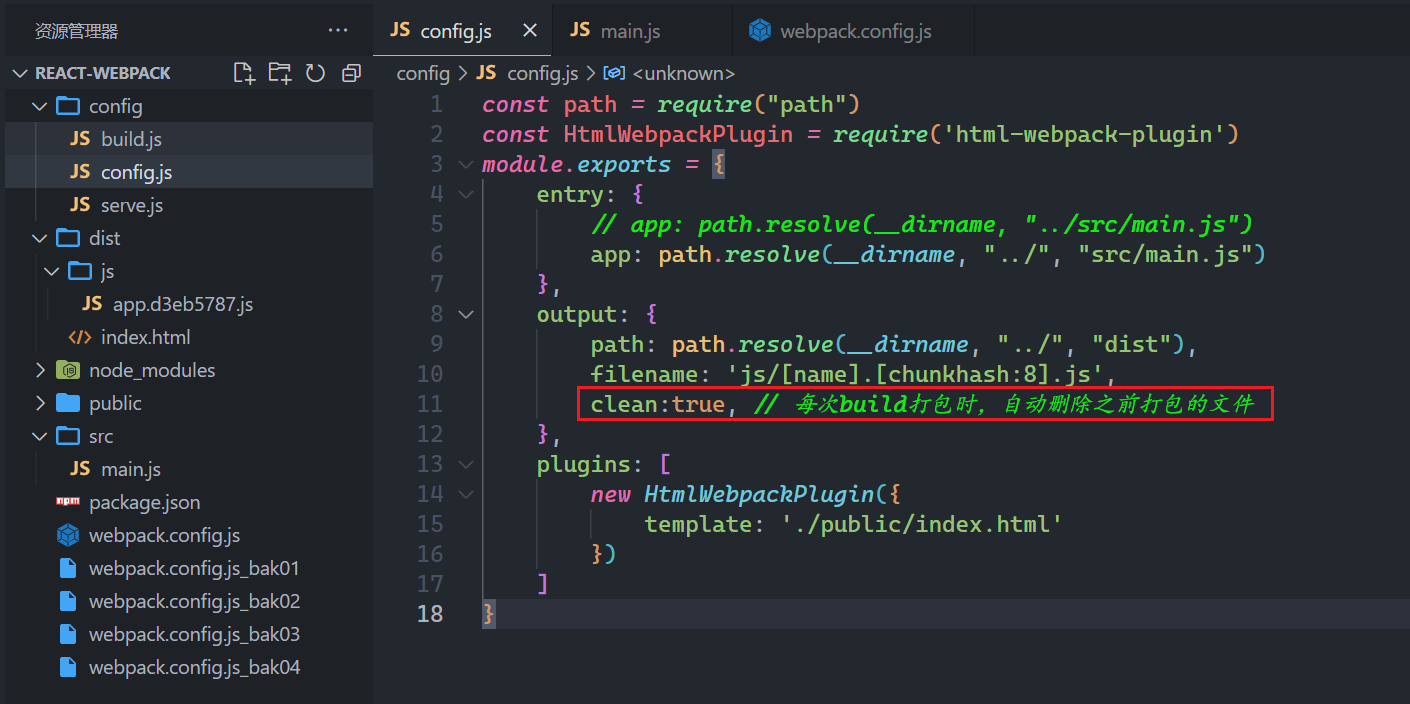 资源管理器 ···
REACT-WEBPACK
config
JS build.js
JS config.js
JS serve.js
dist
js
JS app.d3eb5787.js
</> index.html
node_modules
public
src
JS main.js
npm package.json
webpack.config.js
webpack.config.js_bak01
webpack.config.js_bak02
webpack.config.js_bak03
webpack.config.js_bak04
JS config.js × JS main.js webpack.config.js
config > JS config.js > <unknown>
1 const path = require("path")
2 const HtmlWebpackPlugin = require('html-webpack-plugin')
3 module.exports = {
4 entry: {
5 // app: path.resolve(__dirname, "../src/main.js")
6 app: path.resolve(__dirname, "../", "src/main.js")
7 },
8 output: {
9 path: path.resolve(__dirname, "../", "dist"),
10 filename: 'js/[name].[chunkhash:8].js',
11 clean:true, // 每次build打包时, 自动删除之前打包的文件
12 },
13 plugins: [
14 new HtmlWebpackPlugin({
15 template: './public/index.html'
16 })
17 ]
18 }